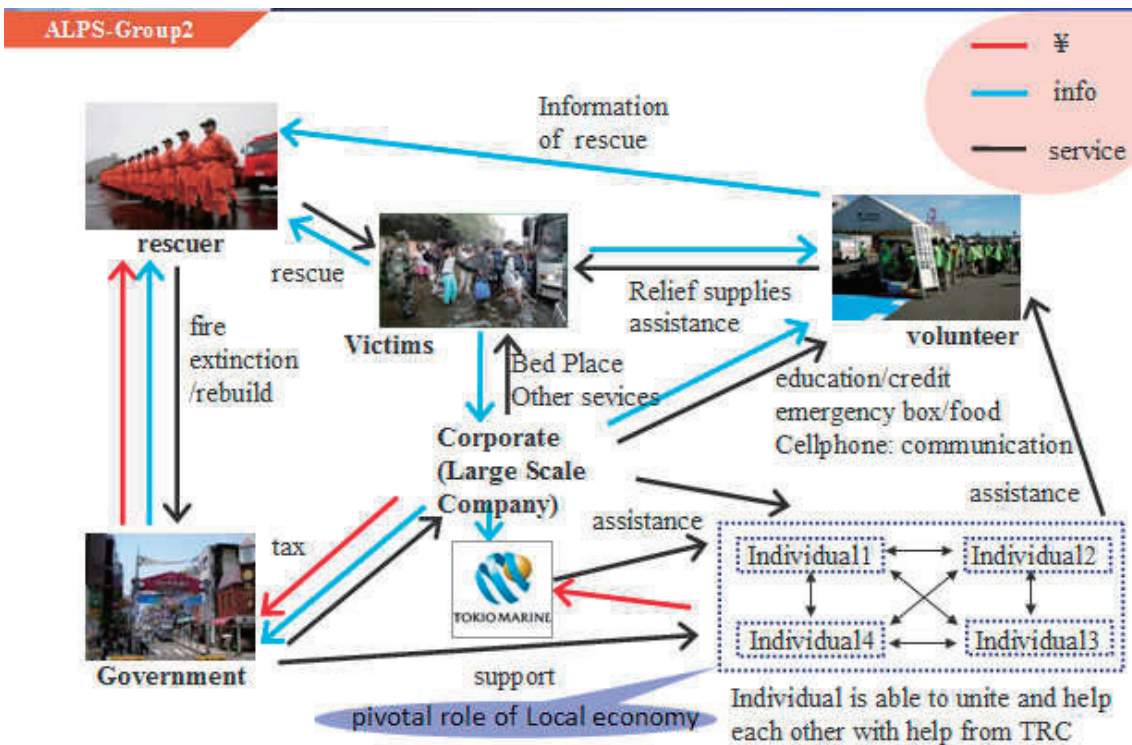 ALPS-Group2
¥
info
service
Information
of rescue
rescuer
rescue
Victims
Relief supplies
assistance
volunteer
fire
extinction
/rebuild
Bed Place
Other sevices
education/credit
emergency box/food
Cellphone: communication
Corporate
(Large Scale
Company)
assistance
assistance
tax
TOKIO MARINE
Individual1
Individual2
Individual4
Individual3
Government
support
pivotal role of Local economy
Individual is able to unite and help
each other with help from TRC